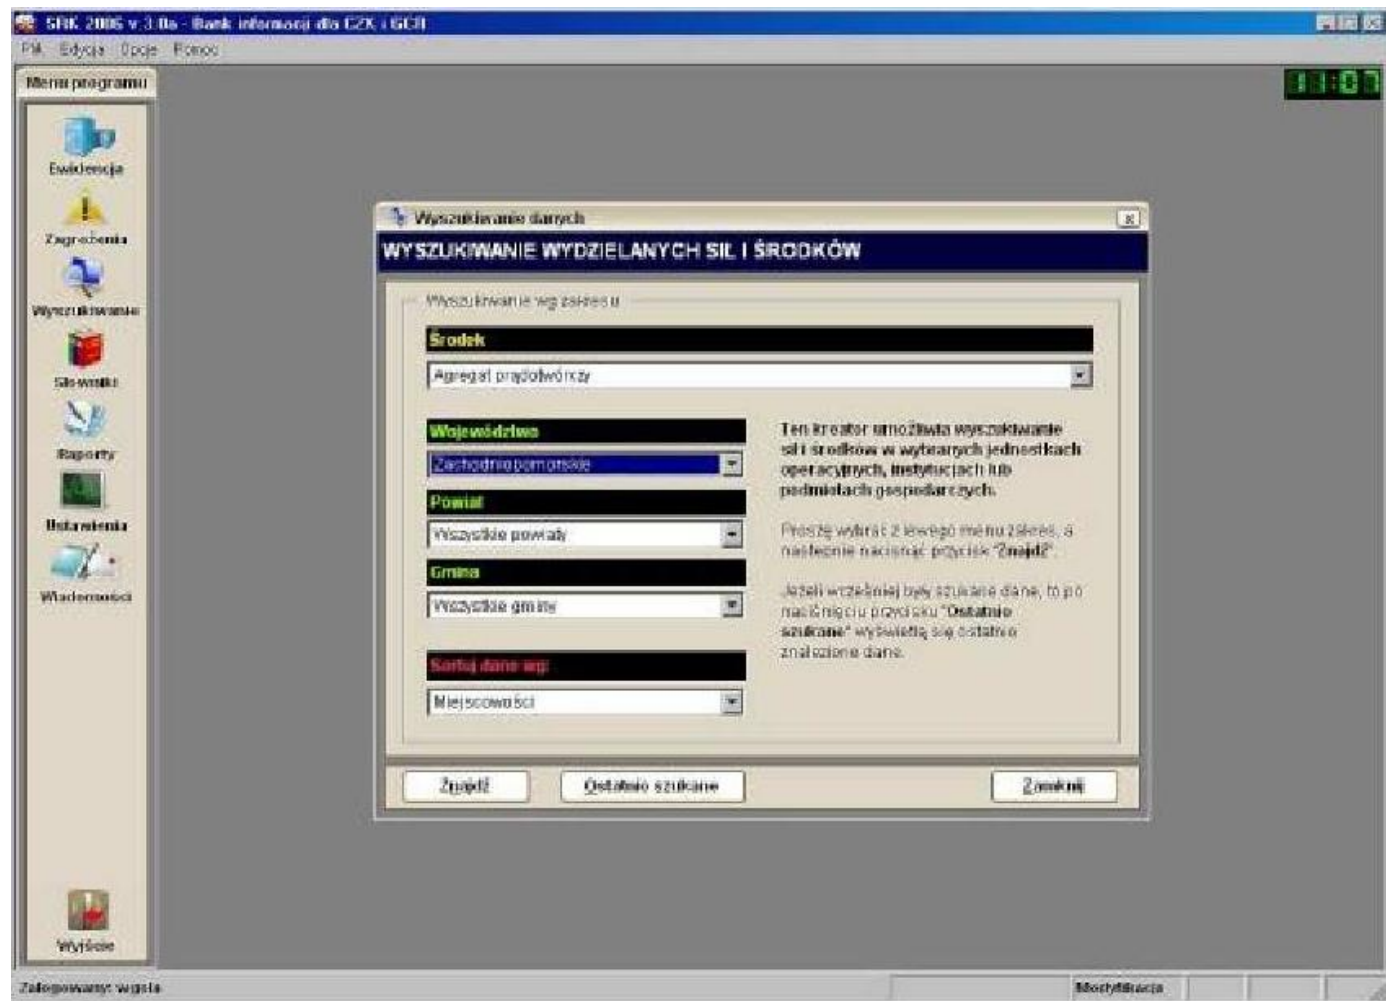 SRK 2006 v.3.0a - Bank informacji dla CZK i GCR
Plik Edycja Opcje Pomoc
Menu programu
11:07
Ewidencja
Zagrożenia
Wyszukiwanie
Słowniki
Raporty
Ustawienia
Wiadomości
Wyjście
Wyszukiwanie danych
WYSZUKIWANIE WYDZIELANYCH SIŁ I ŚRODKÓW
Wyszukiwanie wg zakresu
Środek
Agregat prądotwórczy
Województwo
Zachodniopomorskie
Powiat
Wszystkie powiaty
Gmina
Wszystkie gminy
Sortuj dane wg:
Miejscowości
Ten kreator umożliwia wyszukiwanie
sił i środków w wybranych jednostkach
operacyjnych, instytucjach lub
podmiotach gospodarczych.
Proszę wybrać z lewego menu zakres, a
następnie nacisnąć przycisk "Znajdź".
Jeżeli wcześniej były szukane dane, to po
naciśnięciu przycisku "Ostatnio
szukane" wyświetlą się ostatnio
znalezione dane.
Znajdź
Ostatnio szukane
Zamknij
Zalogowany:
Modyfikacja